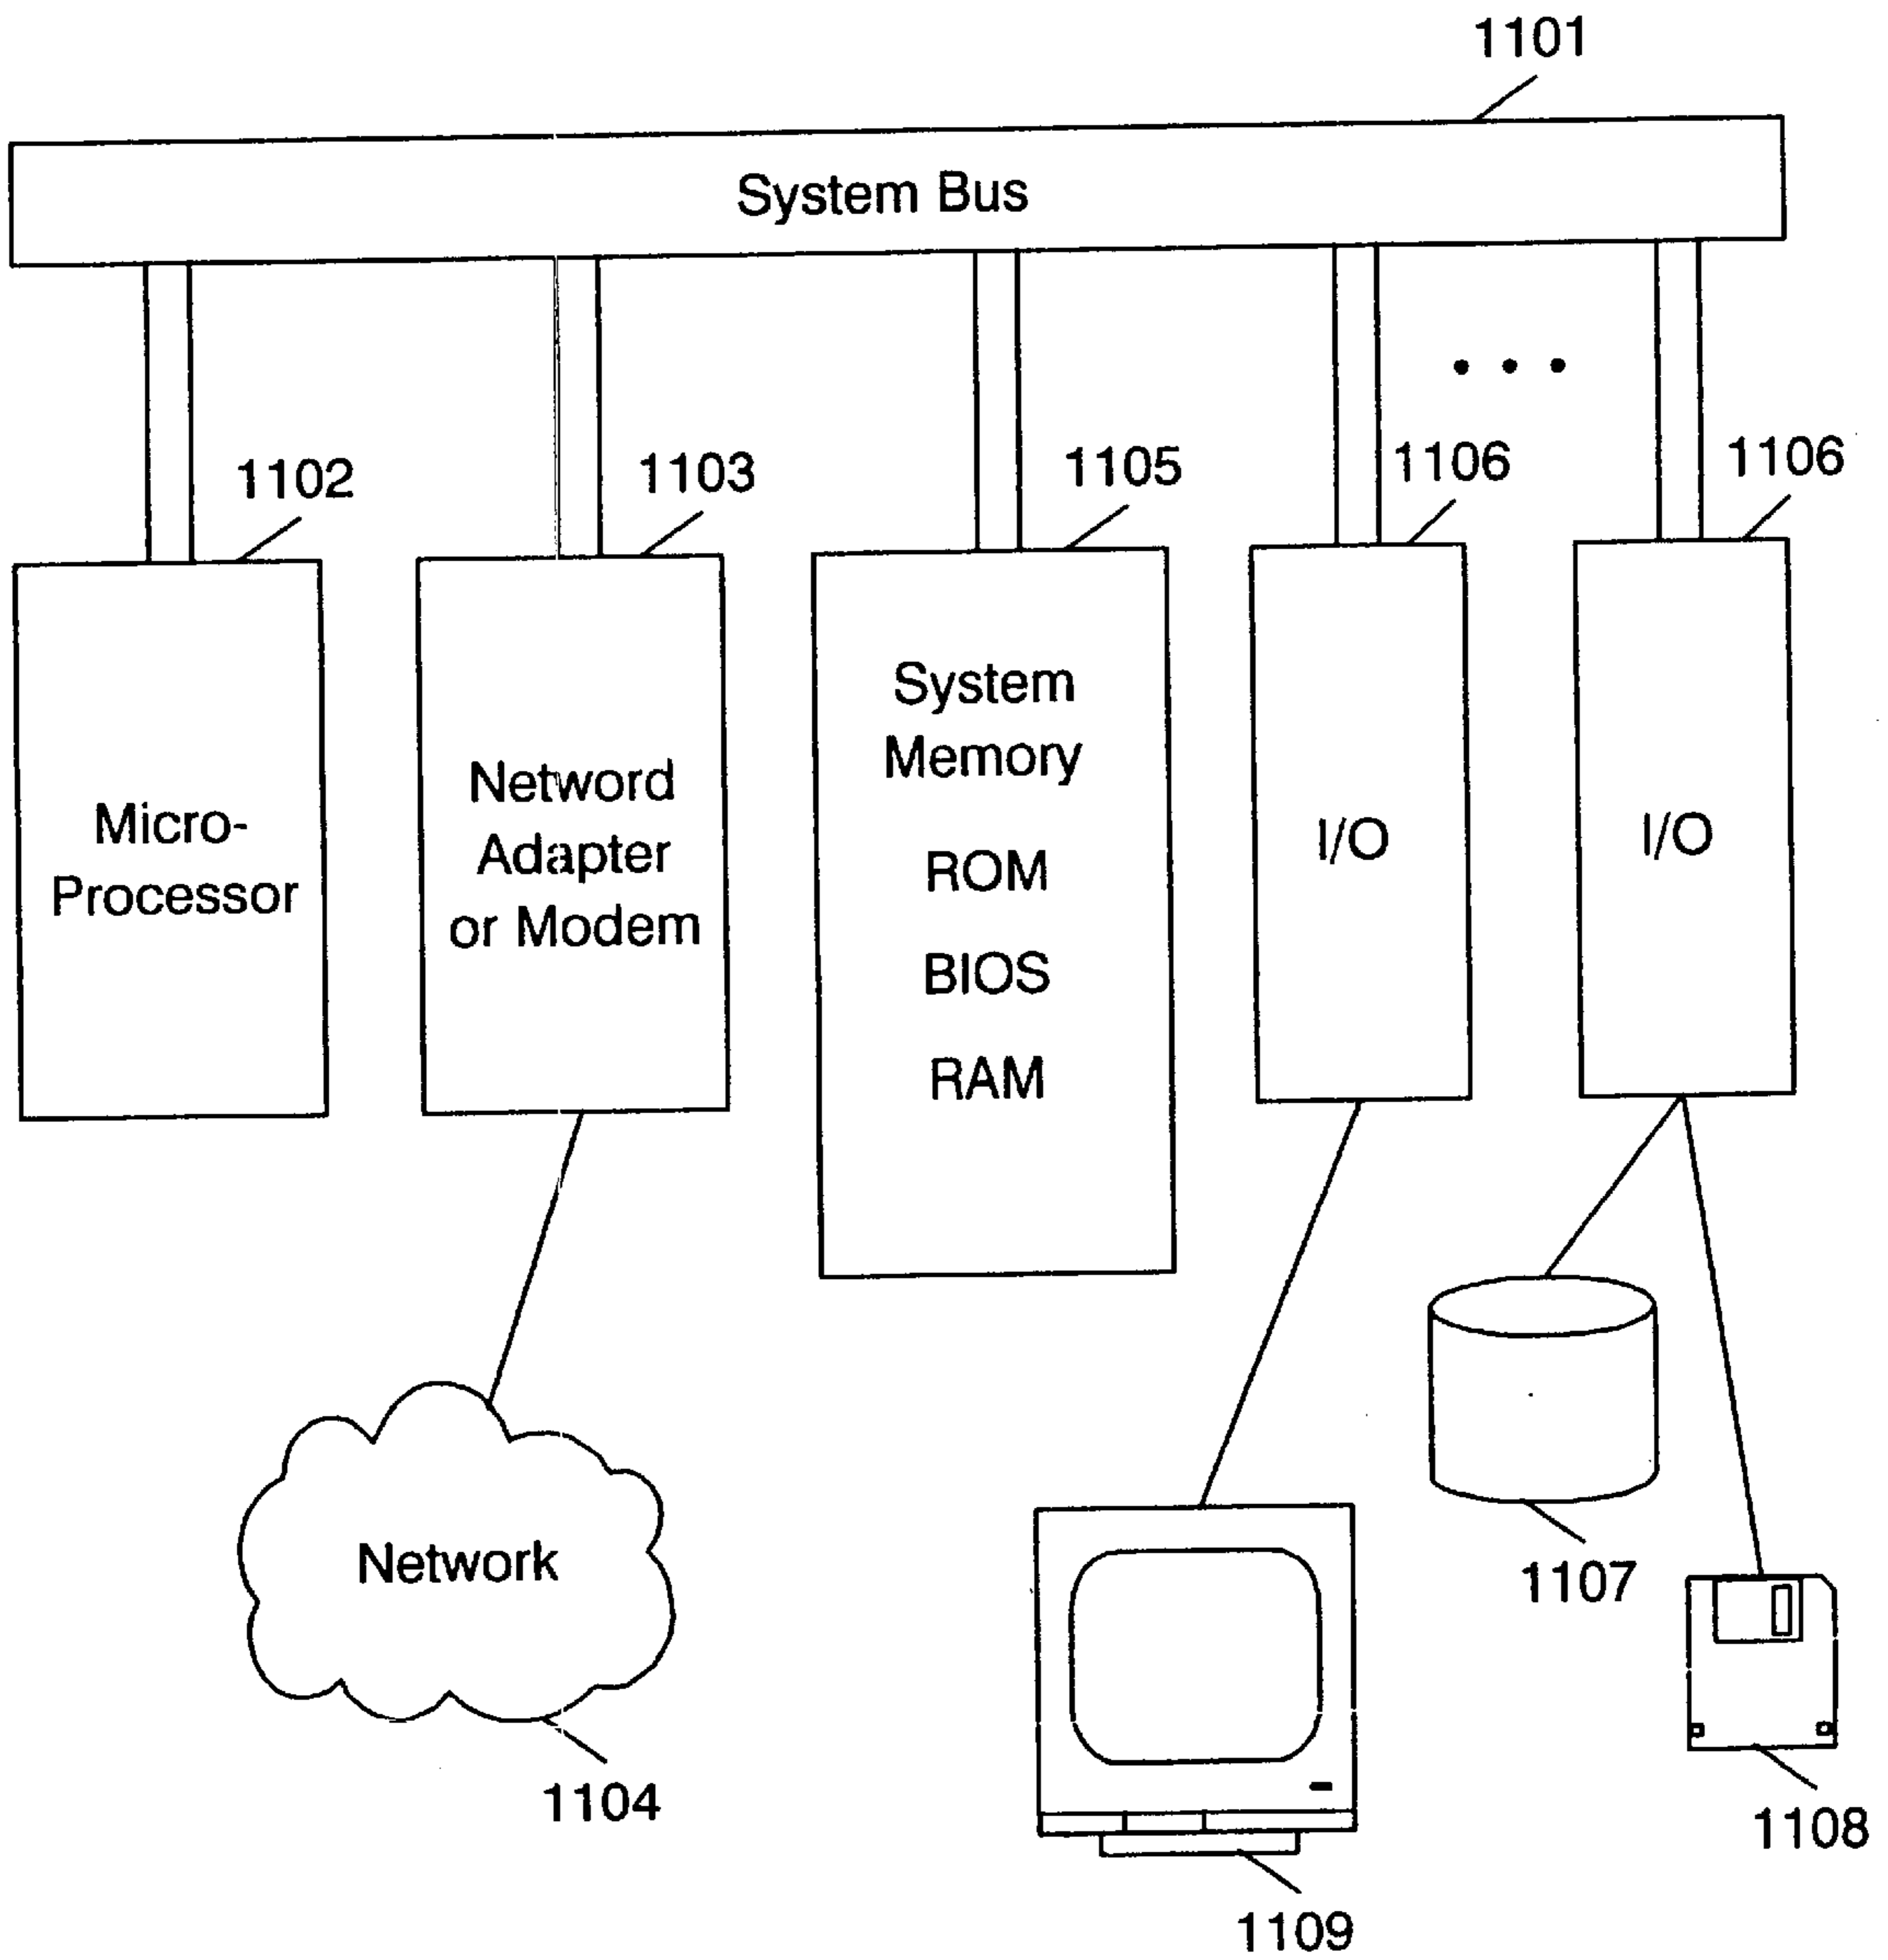 1101
System Bus
1102
1103
1105
1106
1106
Micro-
Processor
Netword
Adapter
or Modem
System
Memory
ROM
BIOS
RAM
I/O
I/O
Network
1104
1107
1108
1109